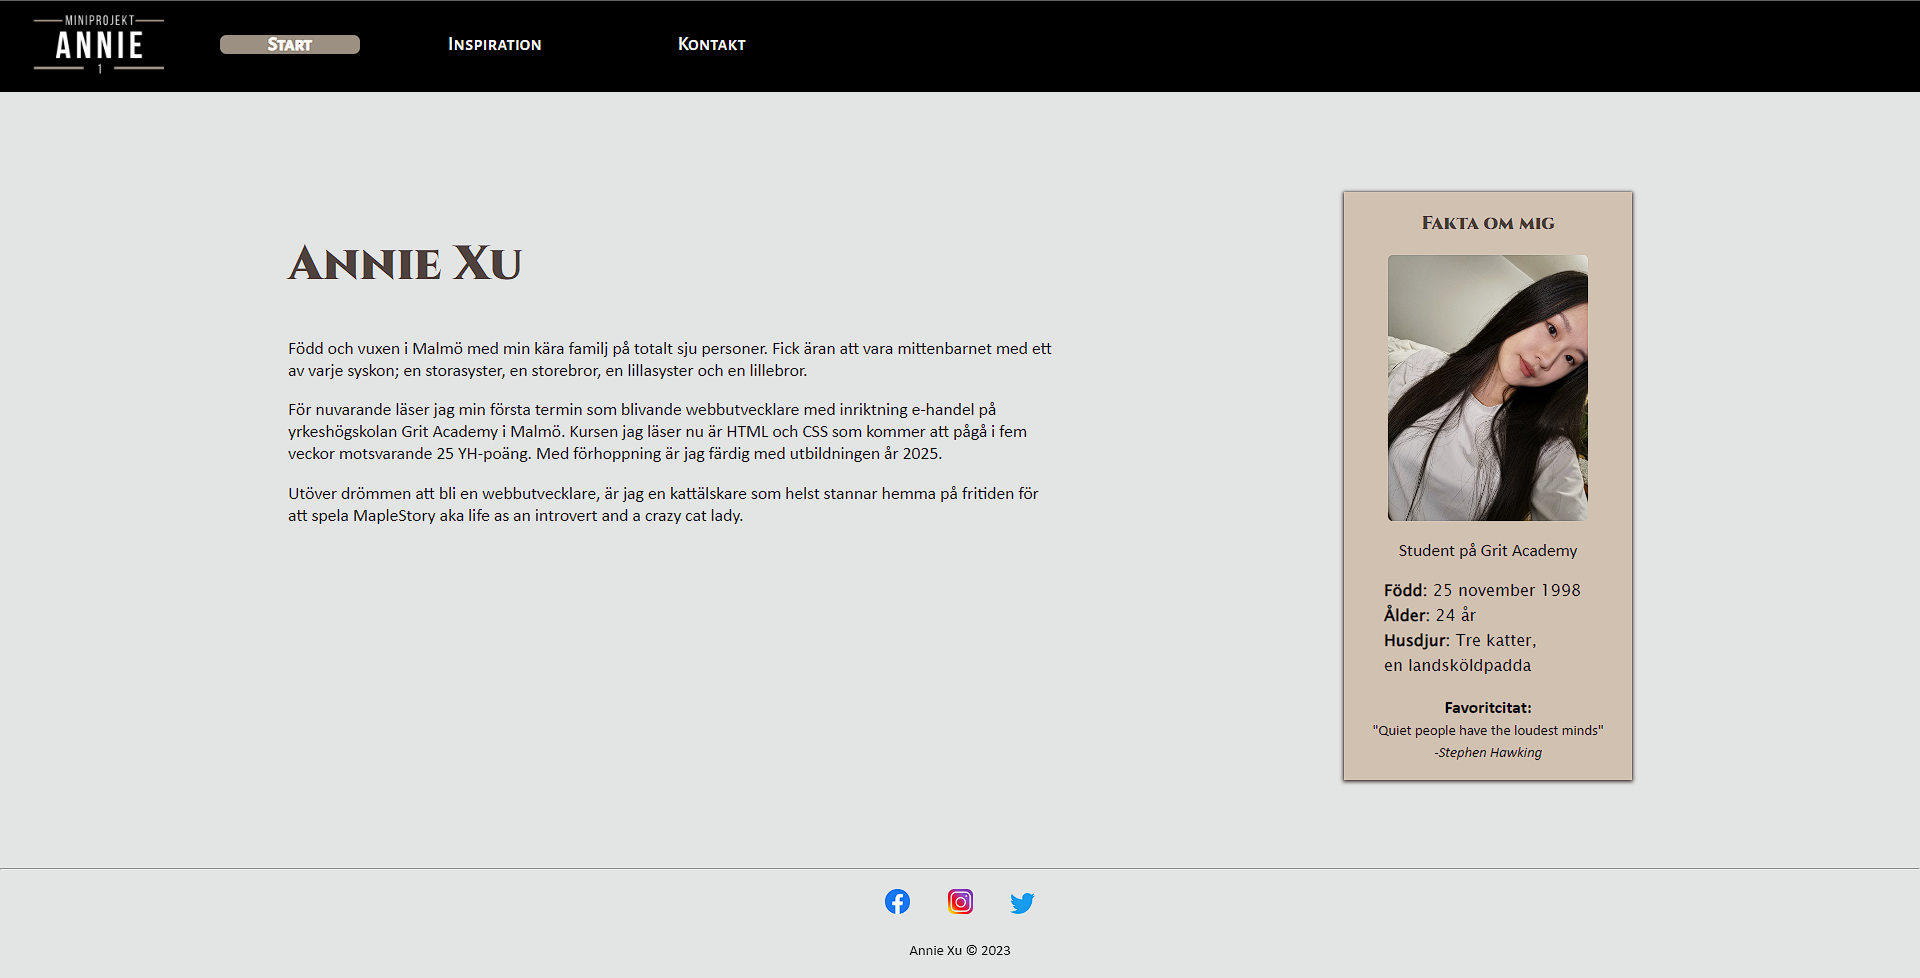 MINIPROJEKT
ANNIE
1
Start
Inspiration
Kontakt
Annie Xu
Född och vuxen i Malmö med min kära familj på totalt sju personer. Fick äran att vara mittenbarnet med ett
av varje syskon; en storasyster, en storebror, en lillasyster och en lillebror.
För nuvarande läser jag min första termin som blivande webbutvecklare med inriktning e-handel på
yrkeshögskolan Grit Academy i Malmö. Kursen jag läser nu är HTML och CSS som kommer att pågå i fem
veckor motsvarande 25 YH-poäng. Med förhoppning är jag färdig med utbildningen år 2025.
Utöver drömmen att bli en webbutvecklare, är jag en kattälskare som helst stannar hemma på fritiden för
att spela MapleStory aka life as an introvert and a crazy cat lady.
Fakta om mig
Student på Grit Academy
Född: 25 november 1998
Ålder: 24 år
Husdjur: Tre katter,
en landsköldpadda
Favoritcitat:
"Quiet people have the loudest minds"
-Stephen Hawking
Annie Xu © 2023